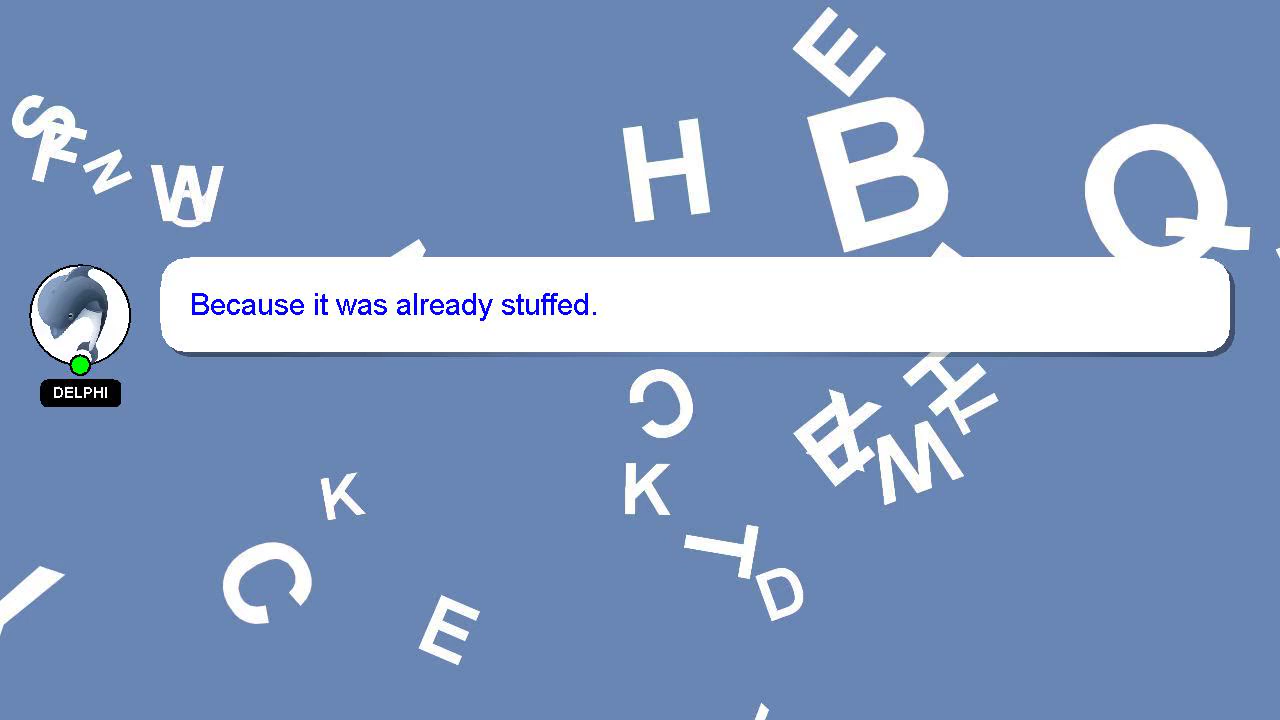 E
H
B
Q
S
F
N
W
Because it was already stuffed.
DELPHI
C
K
E
M
H
K
C
T
D
E